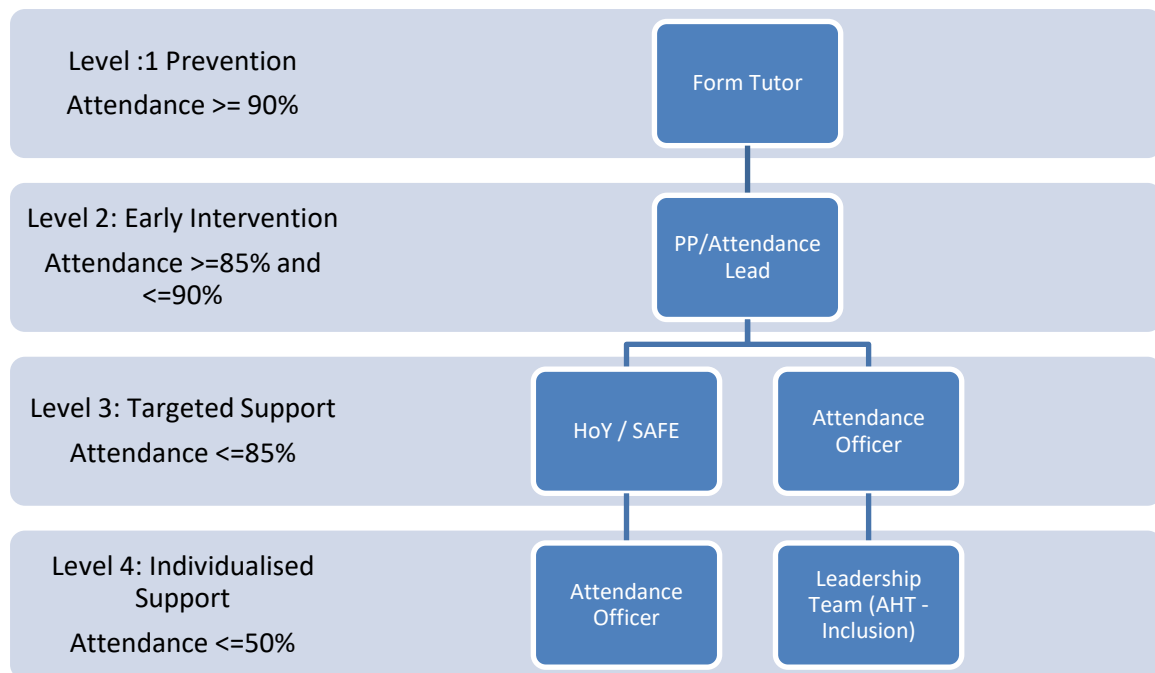 Level :1 Prevention
Attendance >= 90%
Form Tutor
Level 2: Early Intervention
Attendance >=85% and
<=90%
PP/Attendance
Lead
Level 3: Targeted Support
Attendance <=85%
HoY / SAFE
Attendance
Officer
Level 4: Individualised
Support
Attendance <=50%
Attendance
Officer
Leadership
Team (AHT -
Inclusion)